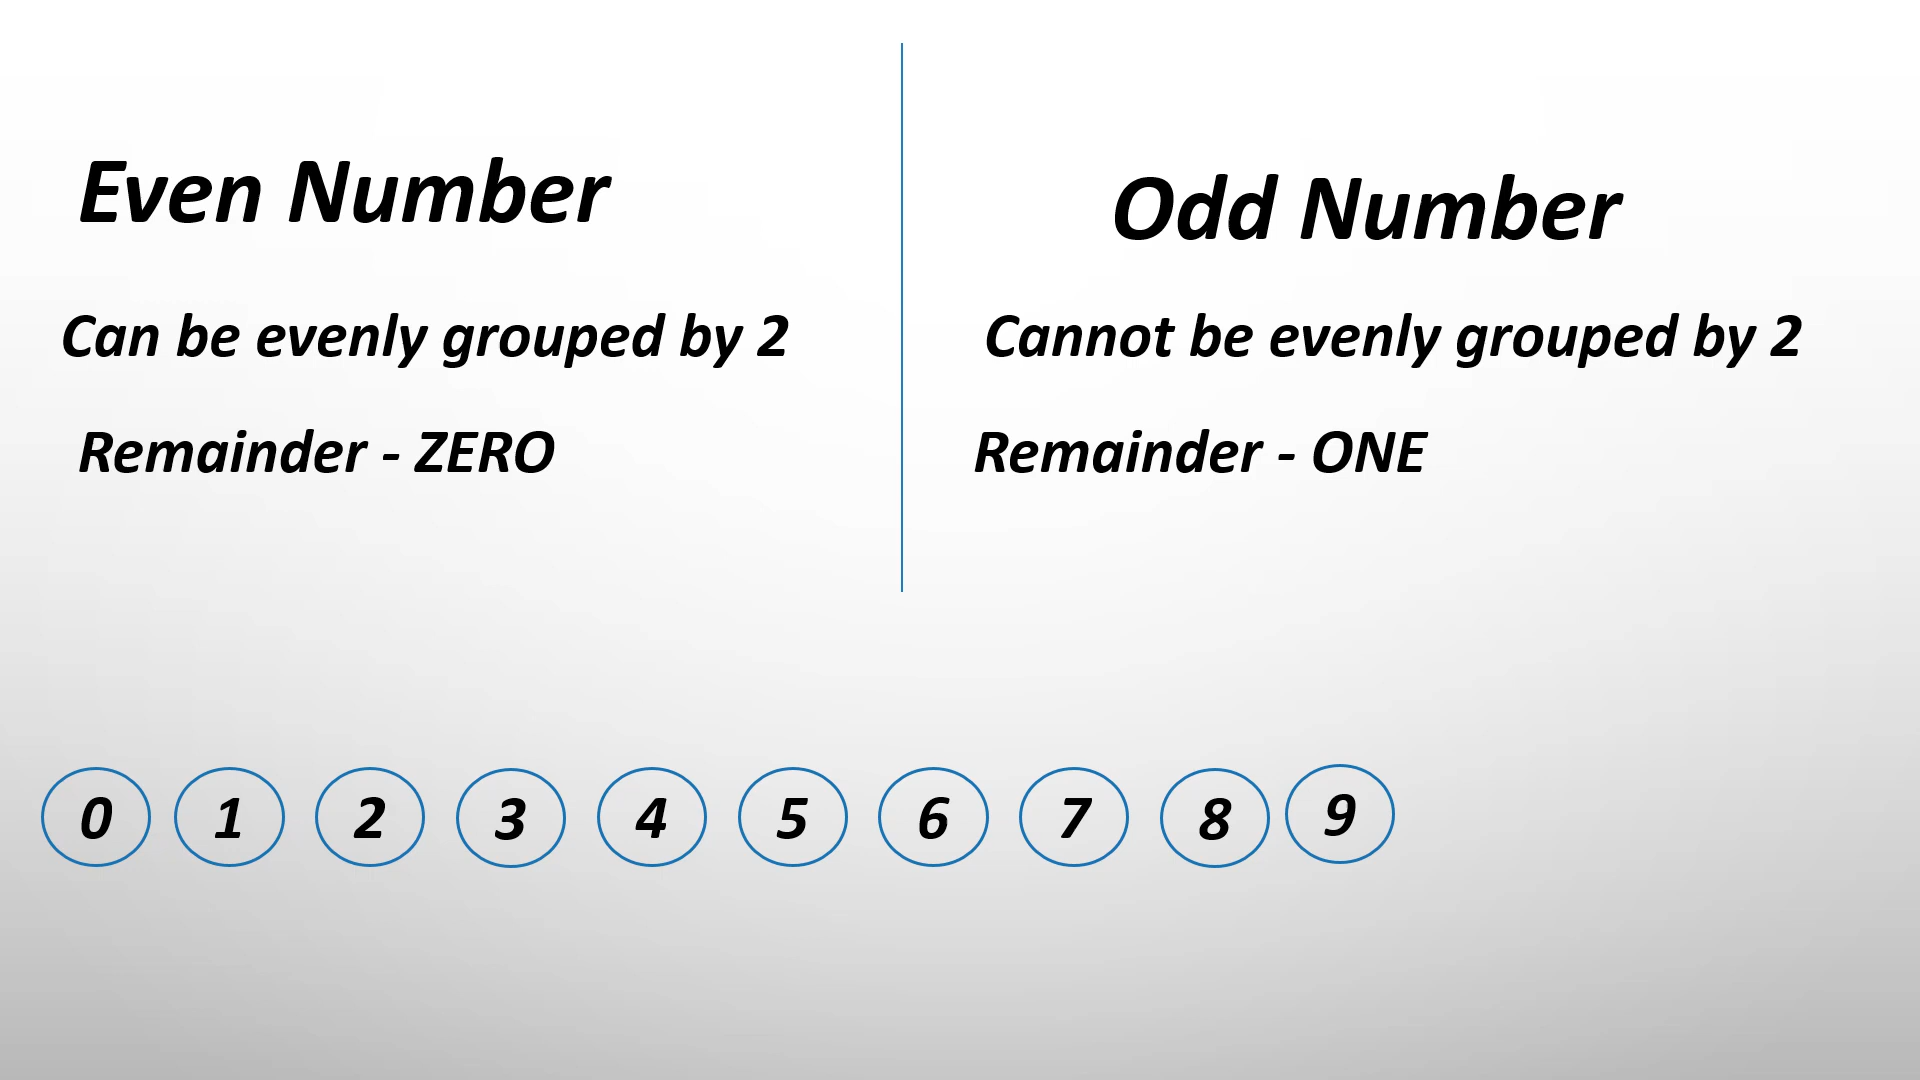 Even Number
Can be evenly grouped by 2
Remainder - ZERO
Odd Number
Cannot be evenly grouped by 2
Remainder - ONE
0 1 2 3 4 5 6 7 8 9